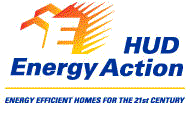 HUD
Energy Action
ENERGY EFFICIENT HOMES FOR THE 21ST CENTURY